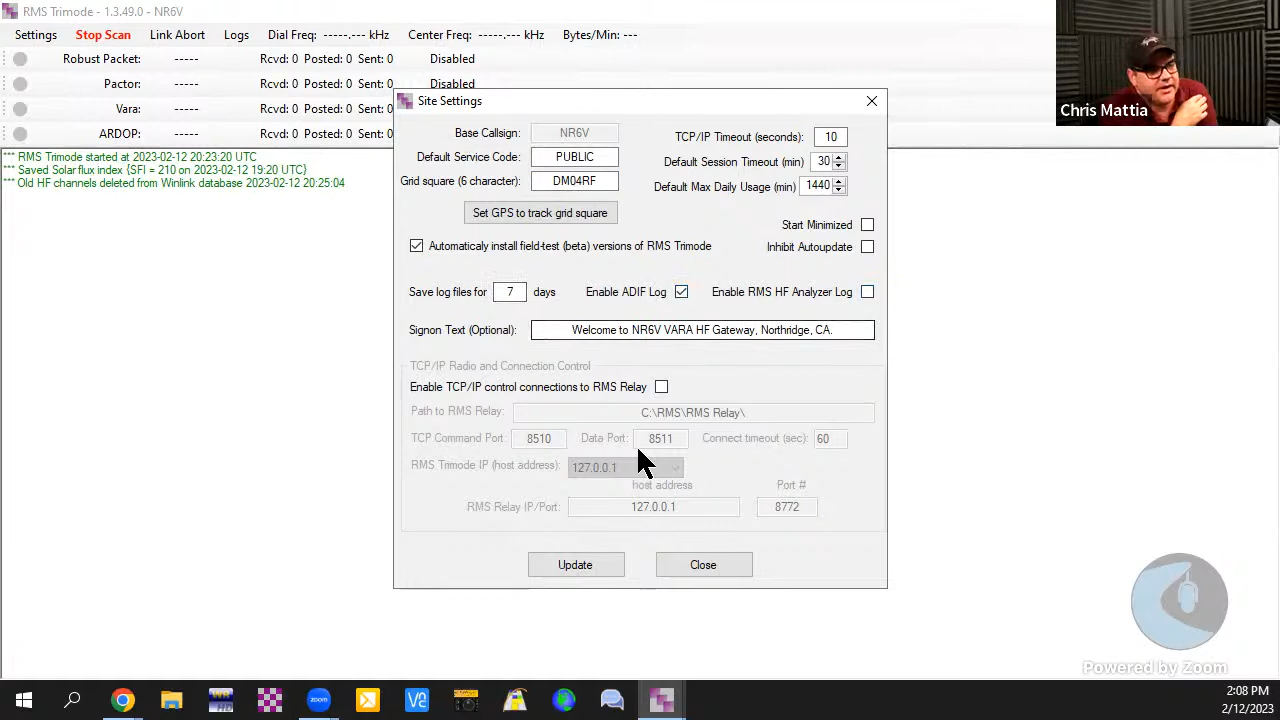 RMS Trimode - 1.3.49.0 - NR6V
Settings Stop Scan Link Abort Logs Dial Freq: -----.--- kHz Center Freq: -----.--- kHz Bytes/Min: ---
Robust Packet: ----- Rcvd: 0 Posted: 0 Sent: 0 Disabled
Pactor: ----- Rcvd: 0 Posted: 0 Sent: 0 Disabled
Vara: ----- Rcvd: 0 Posted: 0 Sent: 0
ARDOP: ----- Rcvd: 0 Posted: 0 Sent: 0
*** RMS Trimode started at 2023-02-12 20:23:20 UTC
*** Saved Solar flux index {SFI = 210 on 2023-02-12 19:20 UTC}
*** Old HF channels deleted from Winlink database 2023-02-12 20:25:04
Chris Mattia
Site Settings
Base Callsign: NR6V
TCP/IP Timeout (seconds): 10
Default Service Code: PUBLIC
Default Session Timeout (min) 30
Grid square (6 character): DM04RF
Default Max Daily Usage (min) 1440
Set GPS to track grid square
Start Minimized
Automaticaly install field-test (beta) versions of RMS Trimode
Inhibit Autoupdate
Save log files for 7 days Enable ADIF Log Enable RMS HF Analyzer Log
Signon Text (Optional): Welcome to NR6V VARA HF Gateway, Northridge, CA.
TCP/IP Radio and Connection Control
Enable TCP/IP control connections to RMS Relay
Path to RMS Relay: C:\RMS\RMS Relay\
TCP Command Port: 8510 Data Port: 8511 Connect timeout (sec): 60
RMS Trimode IP (host address): 127.0.0.1
host address Port #
RMS Relay IP/Port: 127.0.0.1 8772
Update Close
Powered by Zoom
zoom
2:08 PM
2/12/2023